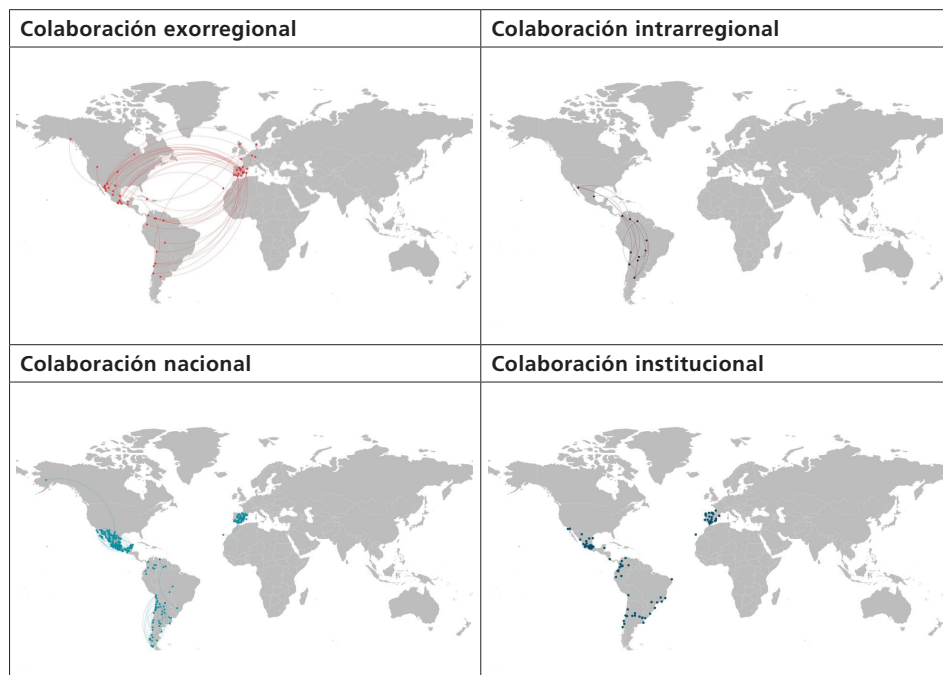 Colaboración exorregional
Colaboración intrarregional
Colaboración nacional
Colaboración institucional